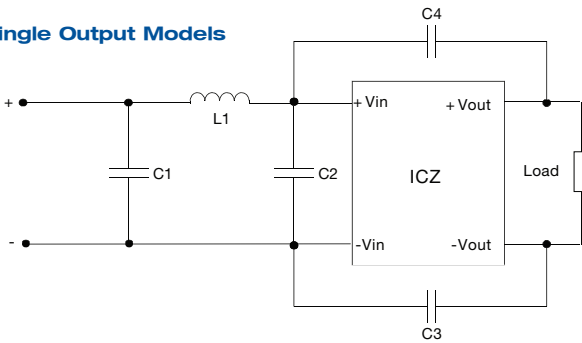 ingle Output Models
C4
+
L1
+ Vin
+ Vout
C1
C2
ICZ
Load
-
-Vin
-Vout
C3